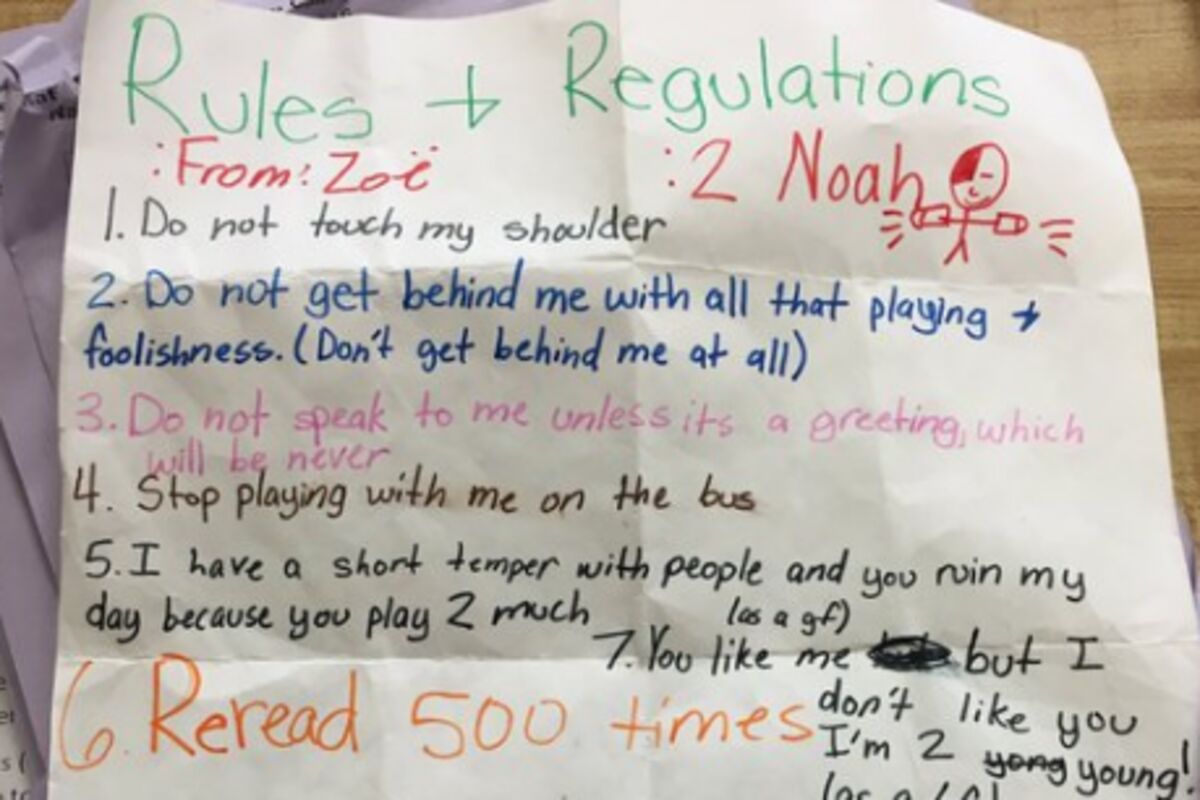 Rules + Regulations
:From: Zoë :2 Noah
1. Do not touch my shoulder
2. Do not get behind me with all that playing +
foolishness. (Don't get behind me at all)
3. Do not speak to me unless its a greeting, which
will be never
4. Stop playing with me on the bus
5. I have a short temper with people and you ruin my
day because you play 2 much
6. Reread 500 times
(as a gf)
7. You like me but I
don't like you
I'm 2 yong young!